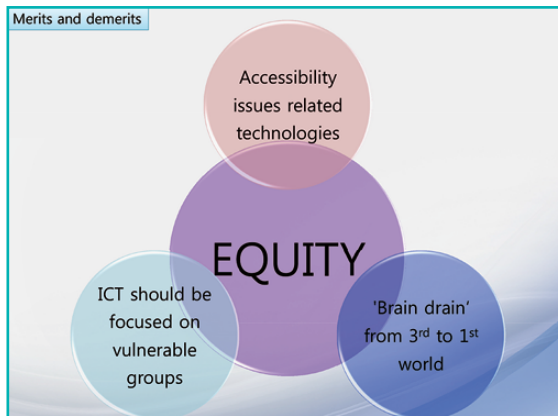 Merits and demerits
Accessibility
issues related
technologies
EQUITY
ICT should be
focused on
vulnerable
groups
'Brain drain'
from 3rd to 1st
world